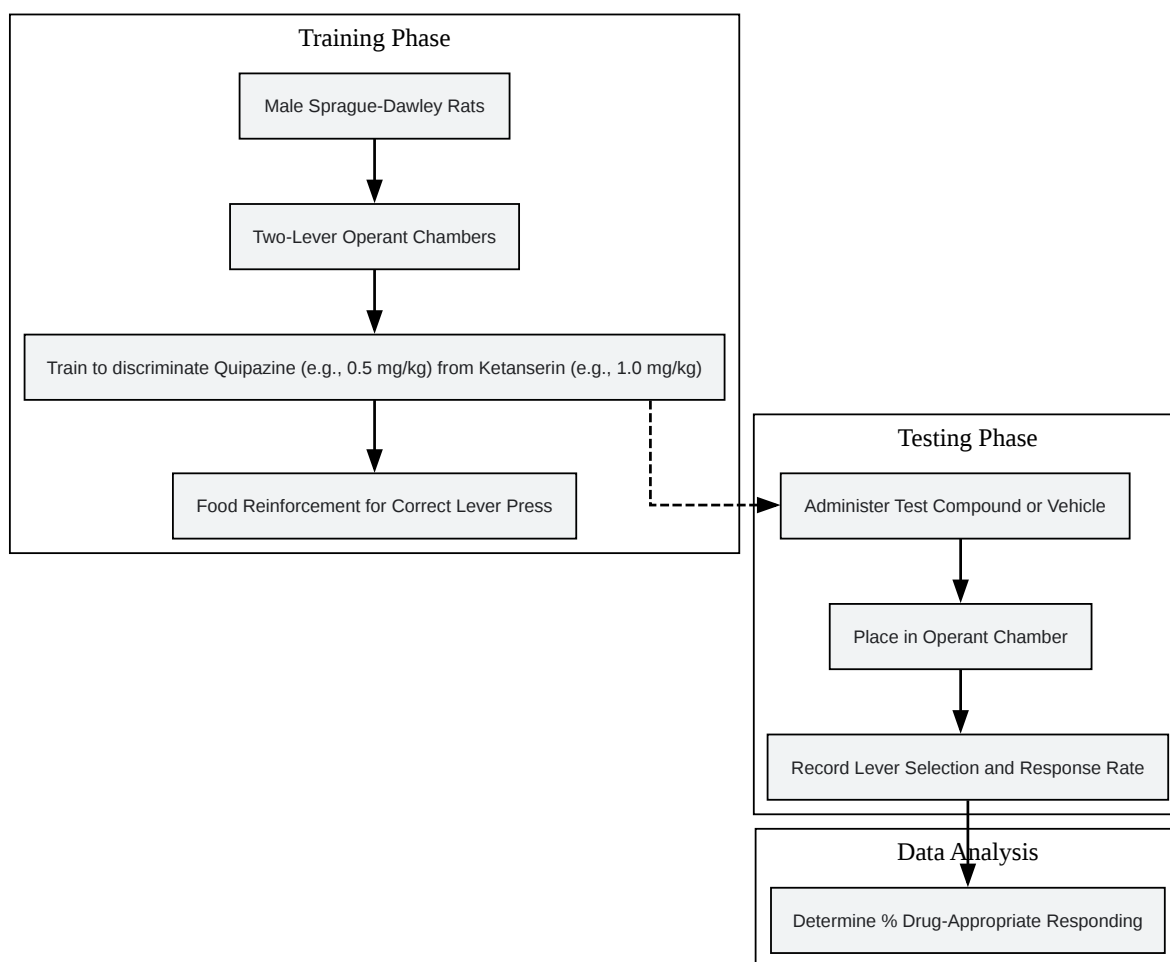 Training Phase
Male Sprague-Dawley Rats
Two-Lever Operant Chambers
Train to discriminate Quipazine (e.g., 0.5 mg/kg) from Ketanserin (e.g., 1.0 mg/kg)
Food Reinforcement for Correct Lever Press
Testing Phase
Administer Test Compound or Vehicle
Place in Operant Chamber
Record Lever Selection and Response Rate
Data Analysis
Determine % Drug-Appropriate Responding